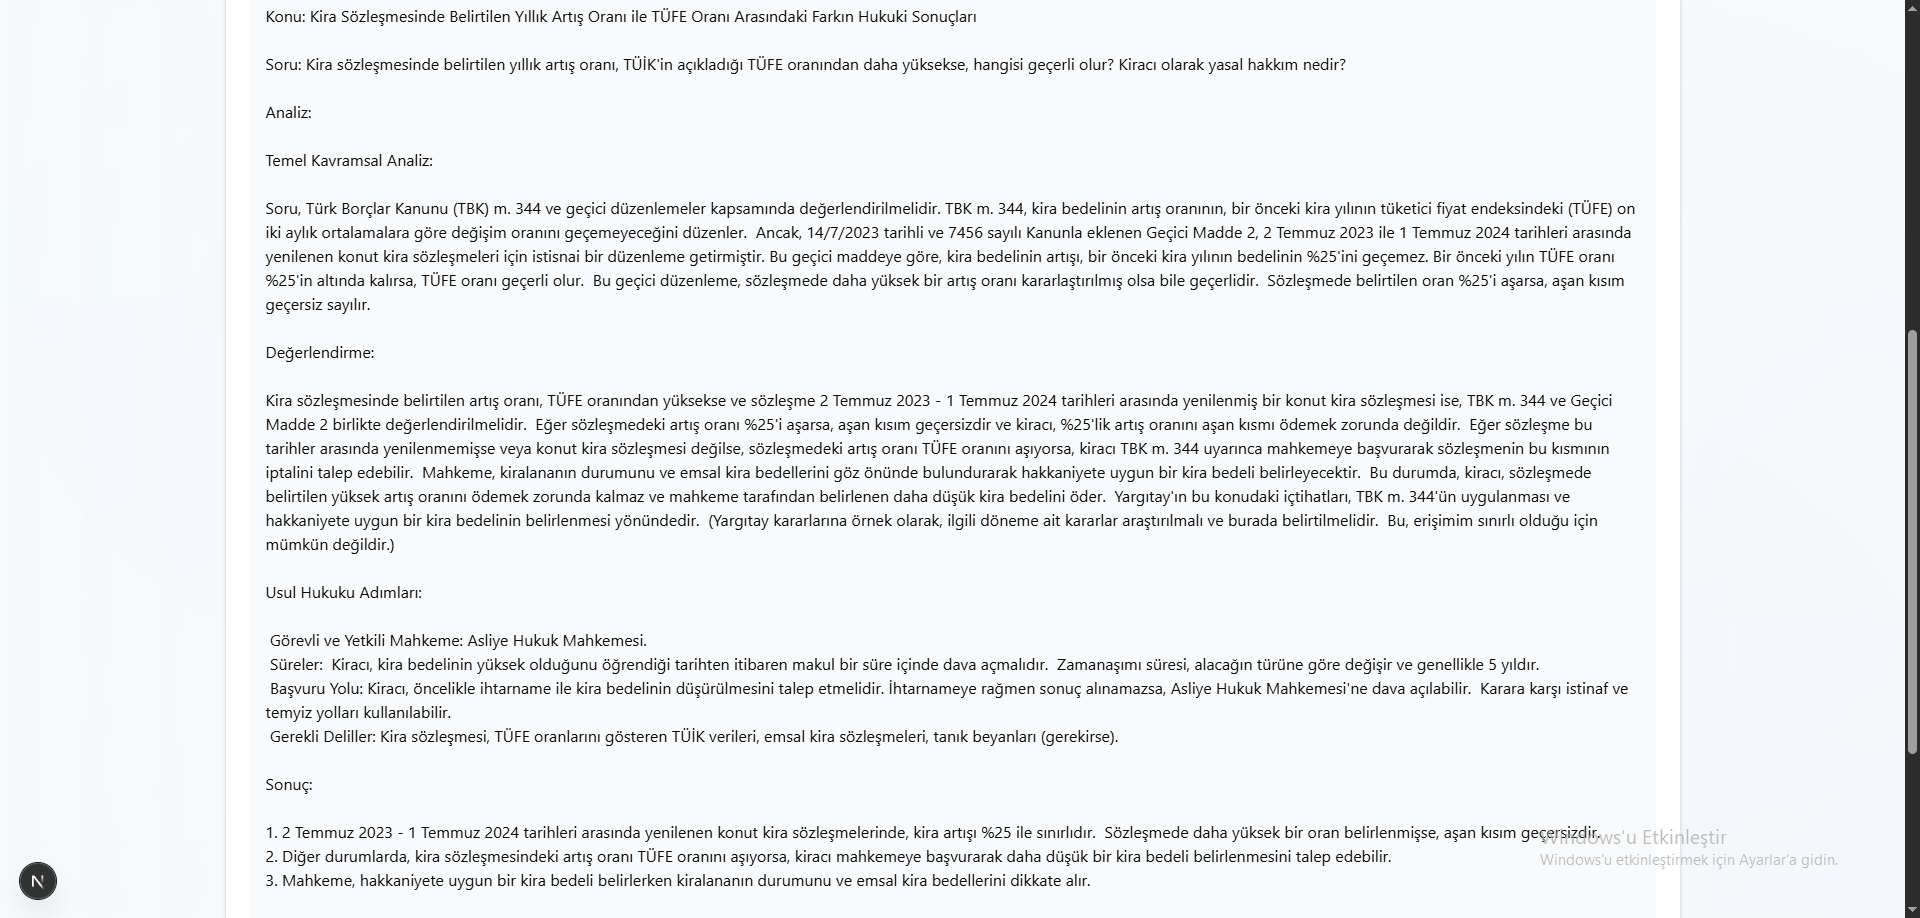 Konu: Kira Sözleşmesinde Belirtilen Yıllık Artış Oranı ile TÜFE Oranı Arasındaki Farkın Hukuki Sonuçları
Soru: Kira sözleşmesinde belirtilen yıllık artış oranı, TÜİK'in açıkladığı TÜFE oranından daha yüksekse, hangisi geçerli olur? Kiracı olarak yasal hakkım nedir?
Analiz:
Temel Kavramsal Analiz:
Soru, Türk Borçlar Kanunu (TBK) m. 344 ve geçici düzenlemeler kapsamında değerlendirilmelidir. TBK m. 344, kira bedelinin artış oranının, bir önceki kira yılının tüketici fiyat endeksindeki (TÜFE) on
iki aylık ortalamalara göre değişim oranını geçemeyeceğini düzenler.  Ancak, 14/7/2023 tarihli ve 7456 sayılı Kanunla eklenen Geçici Madde 2, 2 Temmuz 2023 ile 1 Temmuz 2024 tarihleri arasında
yenilenen konut kira sözleşmeleri için istisnai bir düzenleme getirmiştir. Bu geçici maddeye göre, kira bedelinin artışı, bir önceki kira yılının bedelinin %25'ini geçemez. Bir önceki yılın TÜFE oranı
%25'in altında kalırsa, TÜFE oranı geçerli olur.  Bu geçici düzenleme, sözleşmede daha yüksek bir artış oranı kararlaştırılmış olsa bile geçerlidir.  Sözleşmede belirtilen oran %25'i aşarsa, aşan kısım
geçersiz sayılır.
Değerlendirme:
Kira sözleşmesinde belirtilen artış oranı, TÜFE oranından yüksekse ve sözleşme 2 Temmuz 2023 - 1 Temmuz 2024 tarihleri arasında yenilenmiş bir konut kira sözleşmesi ise, TBK m. 344 ve Geçici
Madde 2 birlikte değerlendirilmelidir.  Eğer sözleşmedeki artış oranı %25'i aşarsa, aşan kısım geçersizdir ve kiracı, %25'lik artış oranını aşan kısmı ödemek zorunda değildir.  Eğer sözleşme bu
tarihler arasında yenilenmemişse veya konut kira sözleşmesi değilse, sözleşmedeki artış oranı TÜFE oranını aşıyorsa, kiracı TBK m. 344 uyarınca mahkemeye başvurarak sözleşmenin bu kısmının
iptalini talep edebilir.  Mahkeme, kiralananın durumunu ve emsal kira bedellerini göz önünde bulundurarak hakkaniyete uygun bir kira bedeli belirleyecektir.  Bu durumda, kiracı, sözleşmede
belirtilen yüksek artış oranını ödemek zorunda kalmaz ve mahkeme tarafından belirlenen daha düşük kira bedelini öder.  Yargıtay'ın bu konudaki içtihatları, TBK m. 344'ün uygulanması ve
hakkaniyete uygun bir kira bedelinin belirlenmesi yönündedir.  (Yargıtay kararlarına örnek olarak, ilgili döneme ait kararlar araştırılmalı ve burada belirtilmelidir.  Bu, erişimim sınırlı olduğu için
mümkün değildir.)
Usul Hukuku Adımları:
Görevli ve Yetkili Mahkeme: Asliye Hukuk Mahkemesi.
Süreler:  Kiracı, kira bedelinin yüksek olduğunu öğrendiği tarihten itibaren makul bir süre içinde dava açmalıdır.  Zamanaşımı süresi, alacağın türüne göre değişir ve genellikle 5 yıldır.
Başvuru Yolu: Kiracı, öncelikle ihtarname ile kira bedelinin düşürülmesini talep etmelidir. İhtarnameye rağmen sonuç alınamazsa, Asliye Hukuk Mahkemesi'ne dava açılabilir.  Karara karşı istinaf ve
temyiz yolları kullanılabilir.
Gerekli Deliller: Kira sözleşmesi, TÜFE oranlarını gösteren TÜİK verileri, emsal kira sözleşmeleri, tanık beyanları (gerekirse).
Sonuç:
1. 2 Temmuz 2023 - 1 Temmuz 2024 tarihleri arasında yenilenen konut kira sözleşmelerinde, kira artışı %25 ile sınırlıdır.  Sözleşmede daha yüksek bir oran belirlenmişse, aşan kısım geçersizdir.
2. Diğer durumlarda, kira sözleşmesindeki artış oranı TÜFE oranını aşıyorsa, kiracı mahkemeye başvurarak daha düşük bir kira bedeli belirlenmesini talep edebilir.
3. Mahkeme, hakkaniyete uygun bir kira bedeli belirlerken kiralananın durumunu ve emsal kira bedellerini dikkate alır.
Windows'u Etkinleştir
Windows'u etkinleştirmek için Ayarlar'a gidin.
N